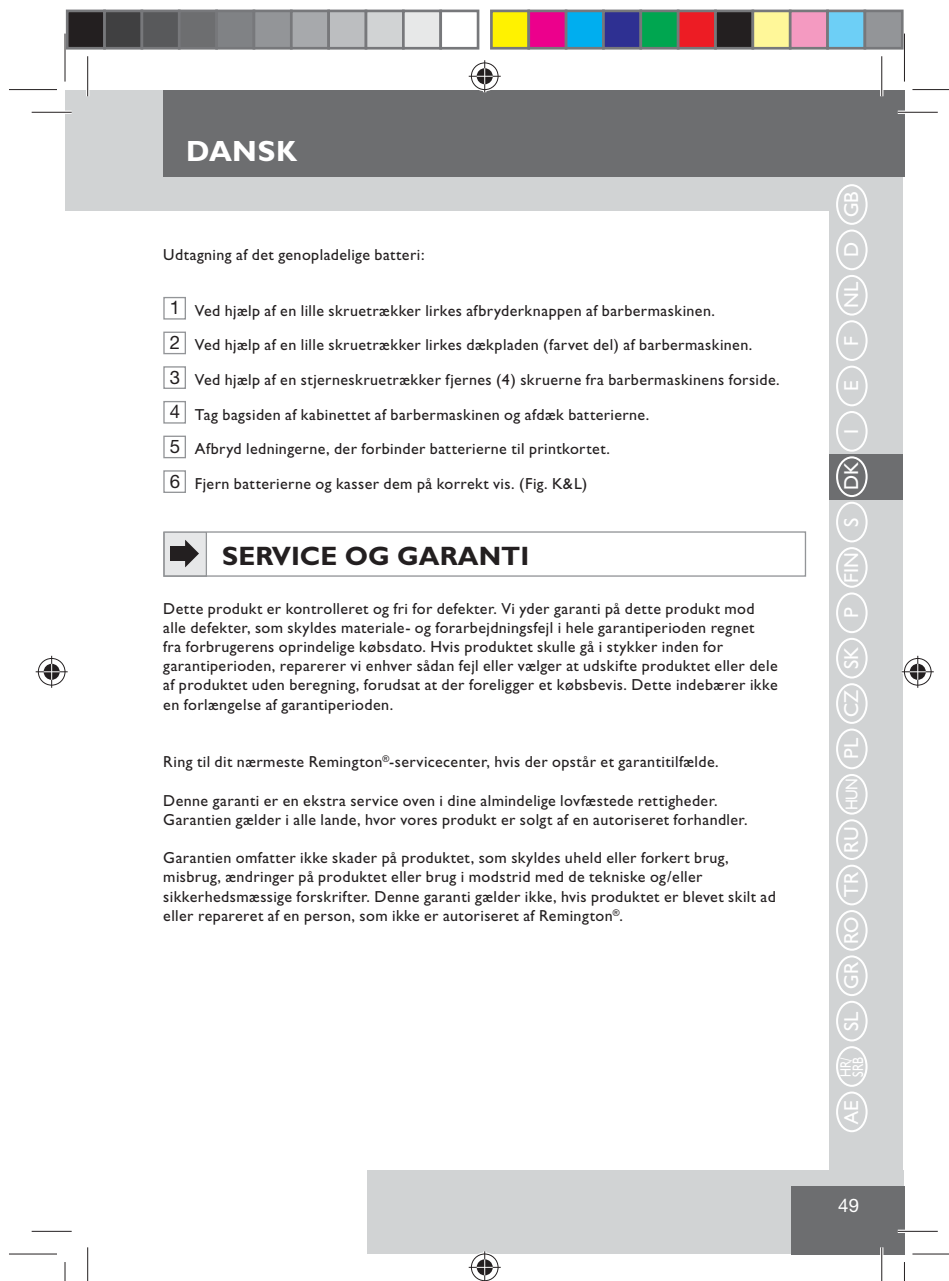 DANSK
Udtagning af det genopladelige batteri:
1 Ved hjælp af en lille skruetrækker lirkes afbryderknappen af barbermaskinen.
2 Ved hjælp af en lille skruetrækker lirkes dækpladen (farvet del) af barbermaskinen.
3 Ved hjælp af en stjerneskruetrækker fjernes (4) skruerne fra barbermaskinens forside.
4 Tag bagsiden af kabinettet af barbermaskinen og afdæk batterierne.
5 Afbryd ledningerne, der forbinder batterierne til printkortet.
6 Fjern batterierne og kasser dem på korrekt vis. (Fig. K&L)
SERVICE OG GARANTI
Dette produkt er kontrolleret og fri for defekter. Vi yder garanti på dette produkt mod
alle defekter, som skyldes materiale- og forarbejdningsfejl i hele garantiperioden regnet
fra forbrugerens oprindelige købsdato. Hvis produktet skulle gå i stykker inden for
garantiperioden, reparerer vi enhver sådan fejl eller vælger at udskifte produktet eller dele
af produktet uden beregning, forudsat at der foreligger et købsbevis. Dette indebærer ikke
en forlængelse af garantiperioden.
Ring til dit nærmeste Remington®-servicecenter, hvis der opstår et garantitilfælde.
Denne garanti er en ekstra service oven i dine almindelige lovfæstede rettigheder.
Garantien gælder i alle lande, hvor vores produkt er solgt af en autoriseret forhandler.
Garantien omfatter ikke skader på produktet, som skyldes uheld eller forkert brug,
misbrug, ændringer på produktet eller brug i modstrid med de tekniske og/eller
sikkerhedsmæssige forskrifter. Denne garanti gælder ikke, hvis produktet er blevet skilt ad
eller repareret af en person, som ikke er autoriseret af Remington®.
GB
D
NL
F
E
I
DK
S
FIN
P
SK
CZ
PL
HUN
RU
TR
RO
GR
SL
HR/
SRB
AE
49